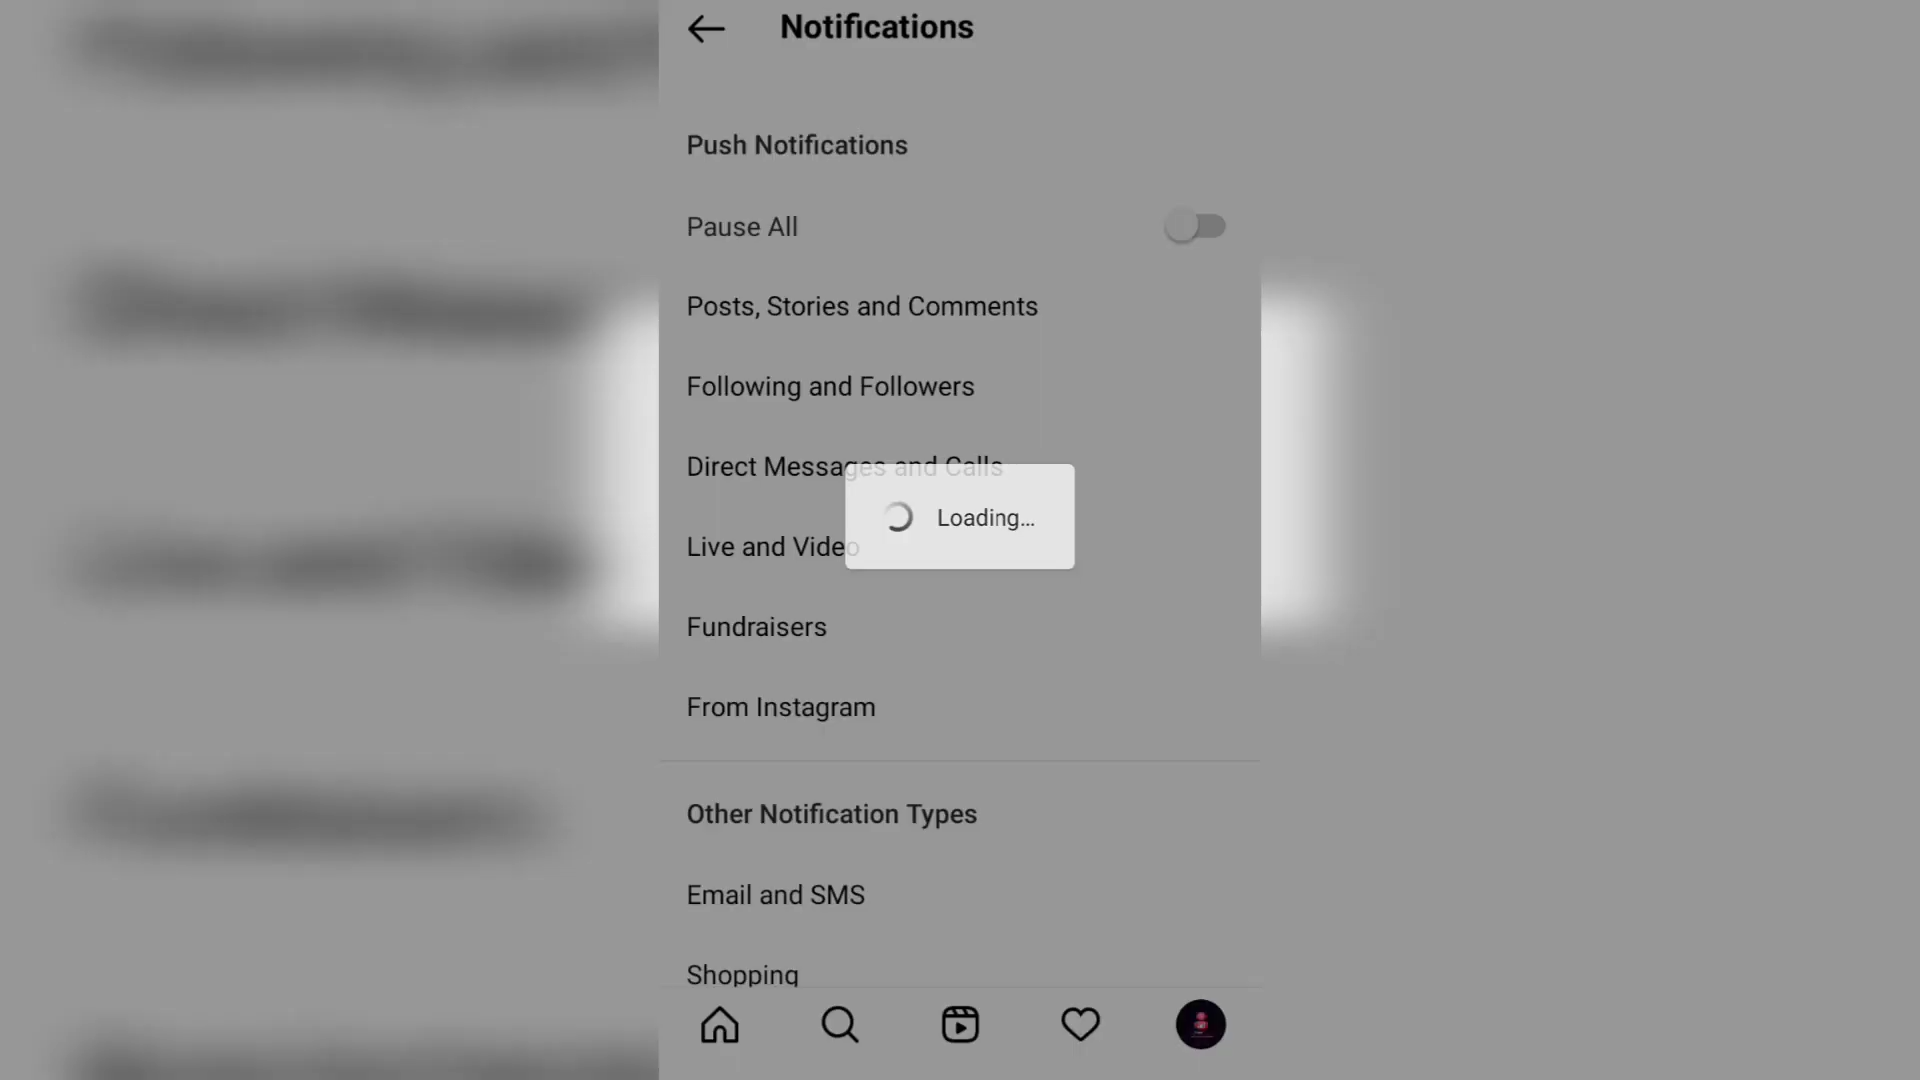 Notifications
Push Notifications
Pause All
Posts, Stories and Comments
Following and Followers
Direct Messages and Calls
Loading...
Live and Video
Fundraisers
From Instagram
Other Notification Types
Email and SMS
Shopping